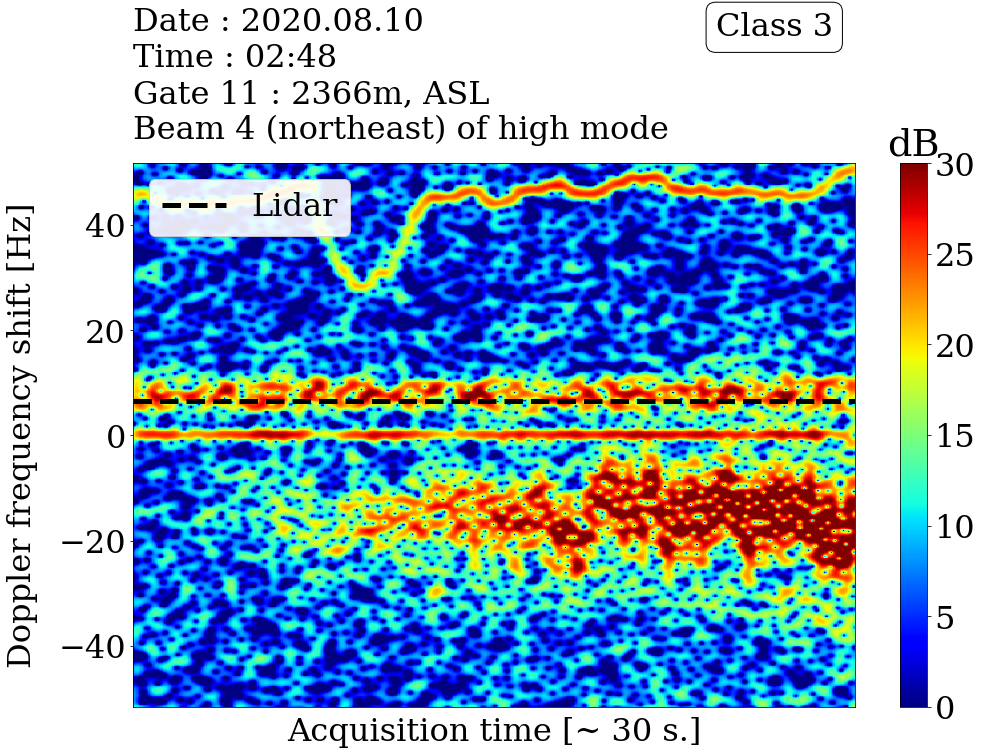 Date : 2020.08.10
Time : 02:48
Gate 11 : 2366m, ASL
Beam 4 (northeast) of high mode
Class 3
dB
Lidar
Doppler frequency shift [Hz]
40
20
0
−20
−40
Acquisition time [~ 30 s.]
30
25
20
15
10
5
0